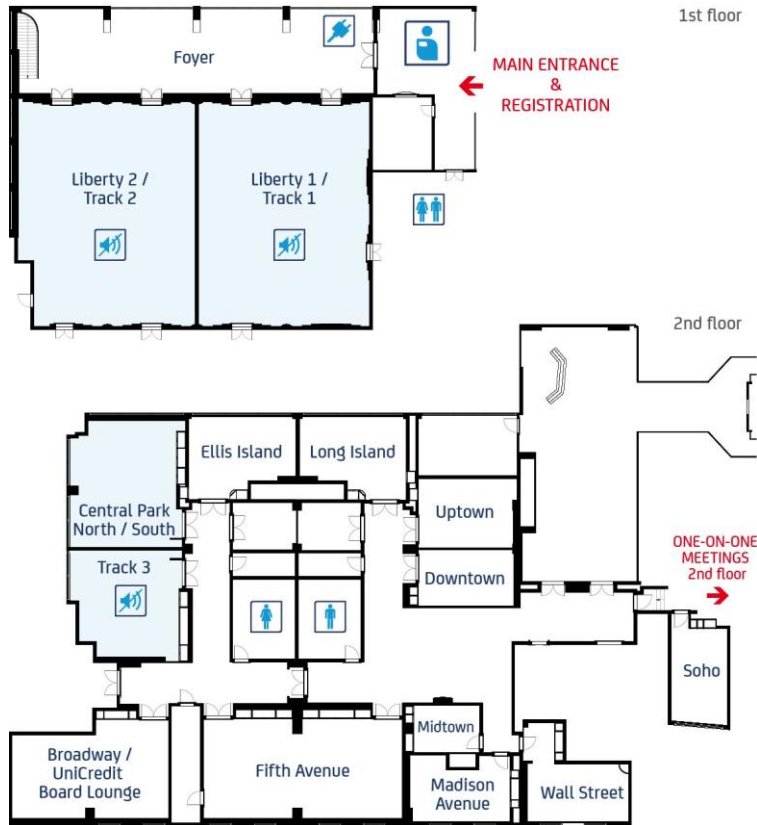 1st floor
Foyer
MAIN ENTRANCE
&
REGISTRATION
Liberty 2 /
Track 2
Liberty 1 /
Track 1
2nd floor
Ellis Island
Long Island
Central Park
North / South
Uptown
Track 3
Downtown
ONE-ON-ONE
MEETINGS
2nd floor
Soho
Midtown
Broadway /
UniCredit
Board Lounge
Fifth Avenue
Madison
Avenue
Wall Street